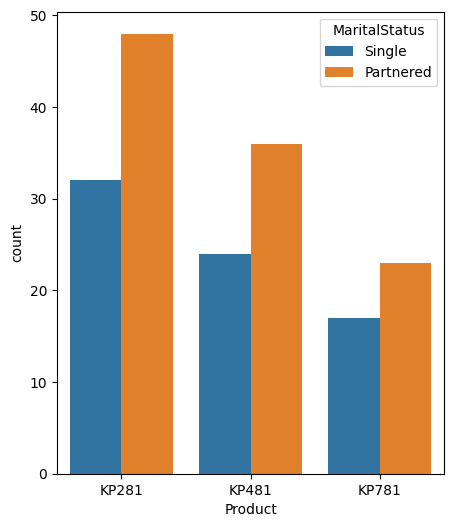 MaritalStatus
Single
Partnered
50
40
30
20
10
0
count
KP281 KP481 KP781
Product